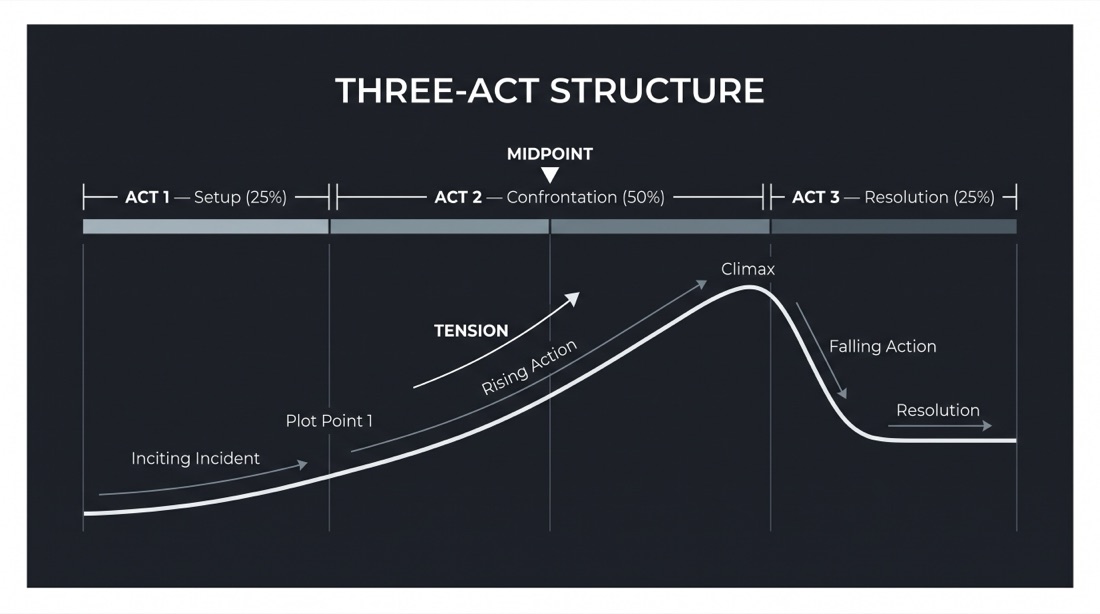 THREE-ACT STRUCTURE
MIDPOINT
ACT 1 — Setup (25%)
ACT 2 — Confrontation (50%)
ACT 3 — Resolution (25%)
Climax
TENSION
Rising Action
Falling Action
Plot Point 1
Resolution
Inciting Incident